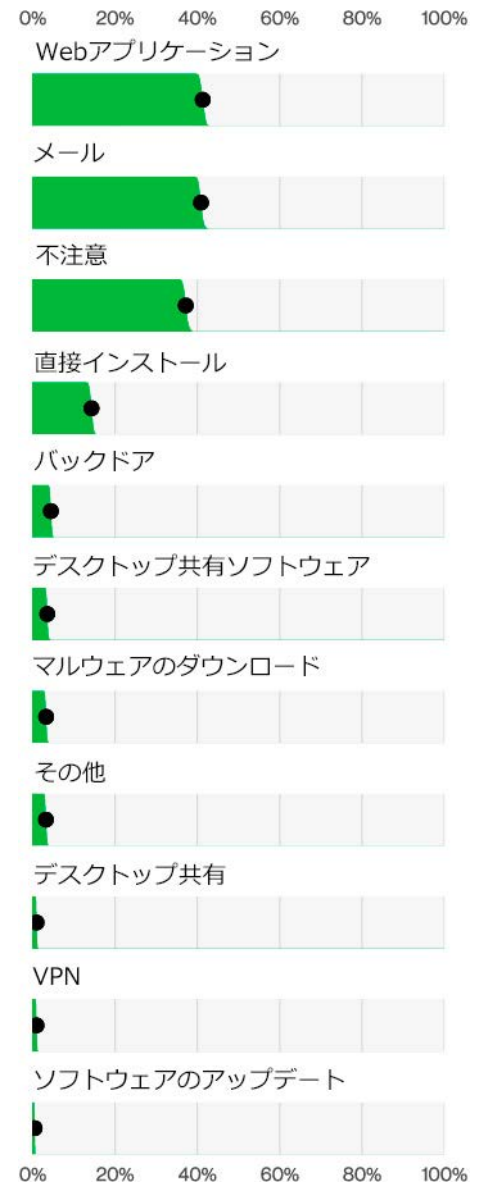 0% 20% 40% 60% 80% 100%
Webアプリケーション
メール
不注意
直接インストール
バックドア
デスクトップ共有ソフトウェア
マルウェアのダウンロード
その他
デスクトップ共有
VPN
ソフトウェアのアップデート
0% 20% 40% 60% 80% 100%